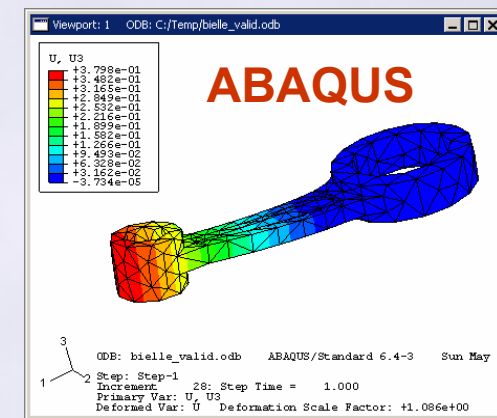 Viewport: 1 ODB: C:/Temp/bielle_valid.odb
U, U3
+3.798e-01
+3.482e-01
+3.165e-01
+2.849e-01
+2.532e-01
+2.216e-01
+1.899e-01
+1.582e-01
+1.266e-01
+9.493e-02
+6.328e-02
+3.162e-02
-3.734e-05
ABAQUS
3
1
2
ODB: bielle_valid.odb ABAQUS/Standard 6.4-3 Sun May
Step: Step-1
Increment 28: Step Time = 1.000
Primary Var: U, U3
Deformed Var: U Deformation Scale Factor: +1.086e+00